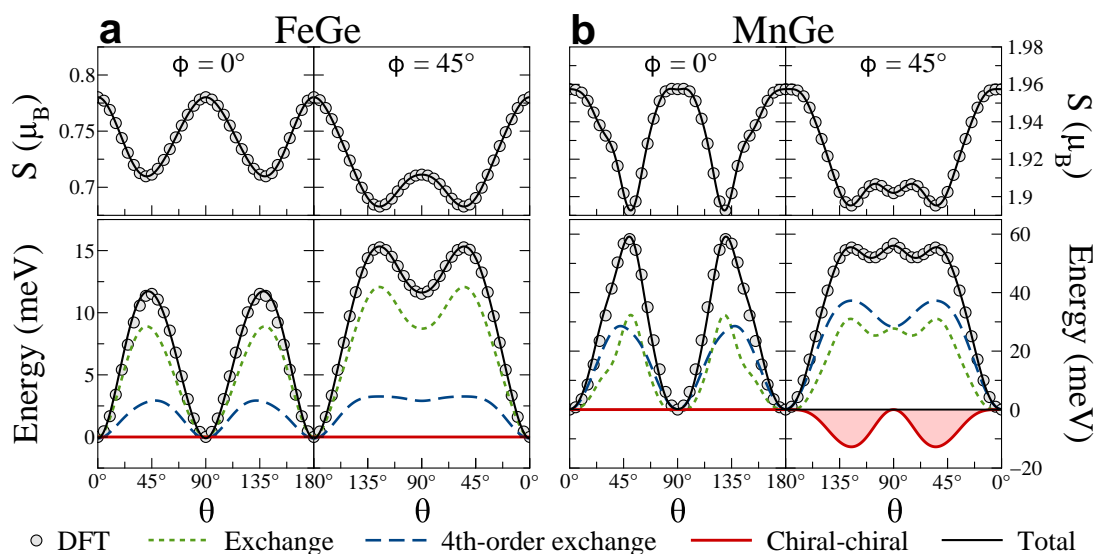 a FeGe b MnGe
ϕ = 0° ϕ = 45° ϕ = 0° ϕ = 45°
0.8
0.75
0.7
S (μB)
1.98
1.96
1.94
1.92
1.9
S (μB)
15
10
5
0
Energy (meV)
60
40
20
0
−20
Energy (meV)
0° 45° 90° 135° 180° 135° 90° 45° 0°
0° 45° 90° 135° 180° 135° 90° 45° 0°
θ θ θ θ
DFT Exchange 4th-order exchange Chiral-chiral Total